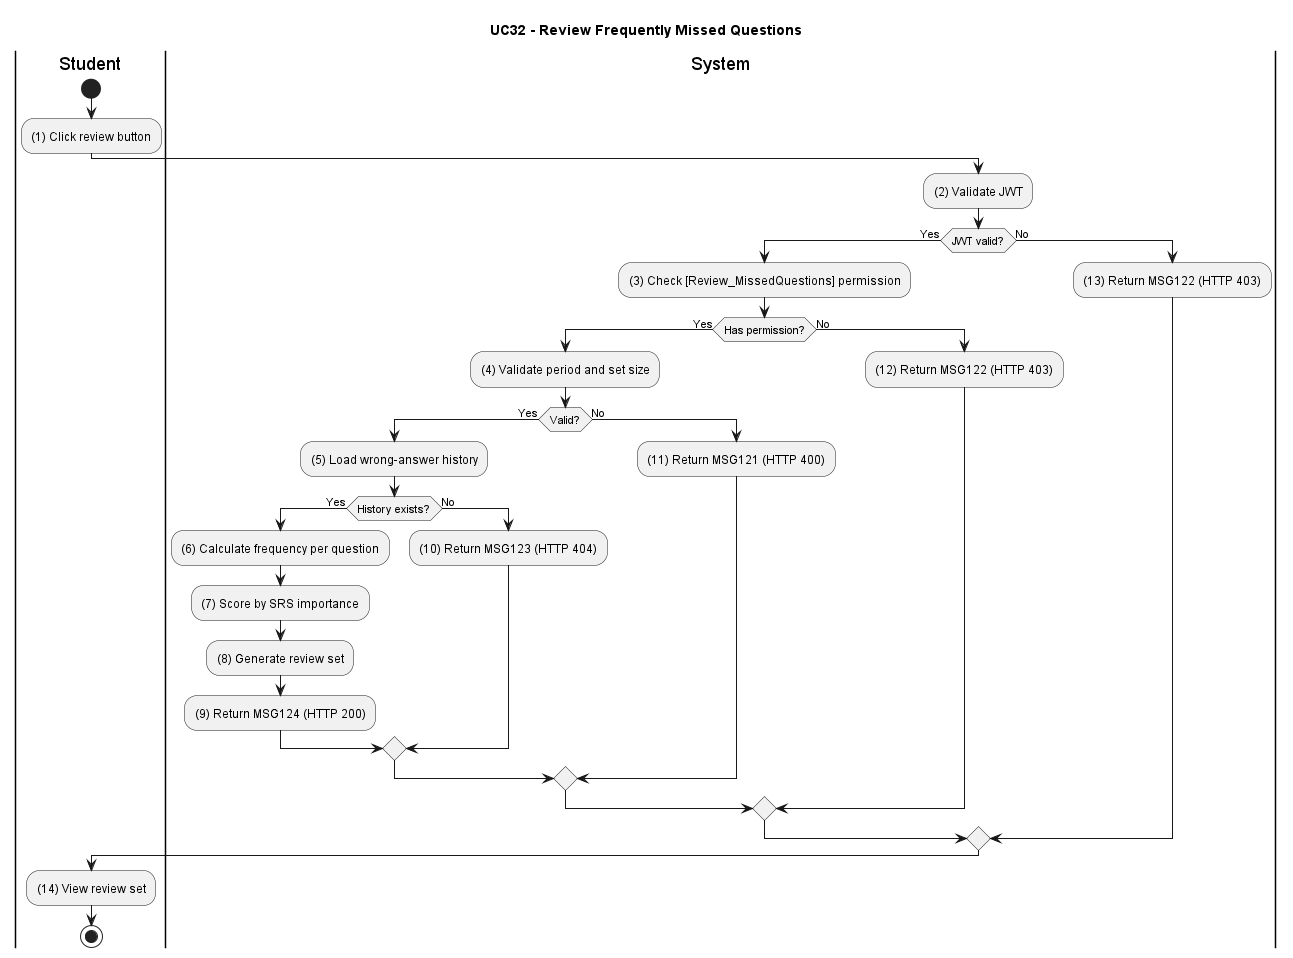 UC32 - Review Frequently Missed Questions
Student
System
(1) Click review button
(2) Validate JWT
Yes
JWT valid?
No
(3) Check [Review_MissedQuestions] permission
(13) Return MSG122 (HTTP 403)
Yes
Has permission?
No
(4) Validate period and set size
(12) Return MSG122 (HTTP 403)
Yes
Valid?
No
(5) Load wrong-answer history
(11) Return MSG121 (HTTP 400)
Yes
History exists?
No
(6) Calculate frequency per question
(10) Return MSG123 (HTTP 404)
(7) Score by SRS importance
(8) Generate review set
(9) Return MSG124 (HTTP 200)
(14) View review set